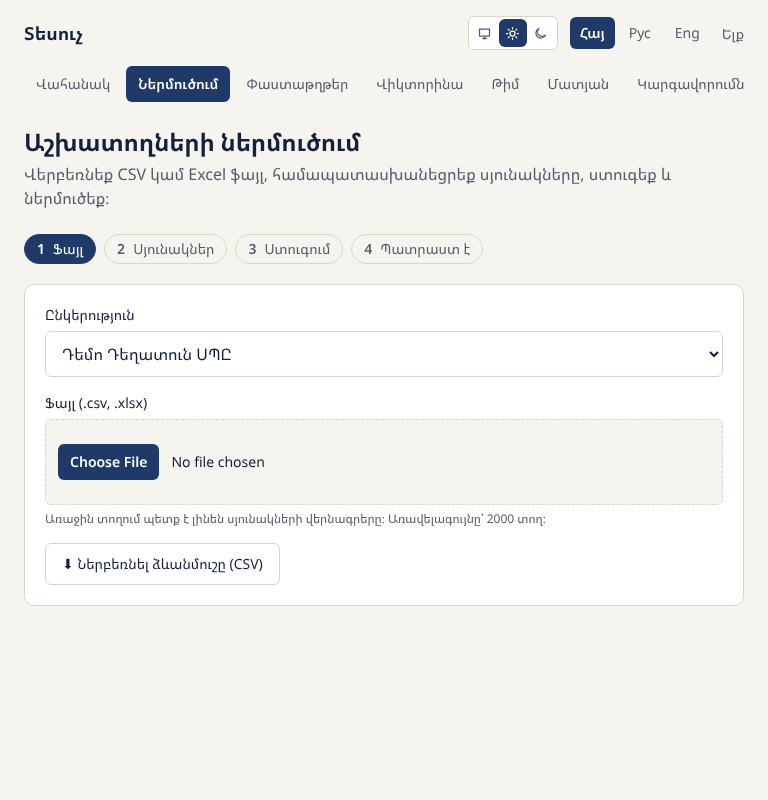 Տեսուչ
Հայ Рус Eng Ելք
Վահանակ Ներմուծում Փաստաթղթեր Վիկտորինա Թիմ Մատյան Կարգավորումն
Աշխատողների ներմուծում
Վերբեռնեք CSV կամ Excel ֆայլ, համապատասխանեցրեք սյունակները, ստուգեք և
ներմուծեք:
1 Ֆայլ 2 Սյունակներ 3 Ստուգում 4 Պատրաստ է
Ընկերություն
Դեմո Դեղատուն ՍՊԸ
Ֆայլ (.csv, .xlsx)
Choose File No file chosen
Առաջին տողում պետք է լինեն սյունակների վերնագրերը: Առավելագույնը՝ 2000 տող:
⬇ Ներբեռնել ձևանմուշը (CSV)